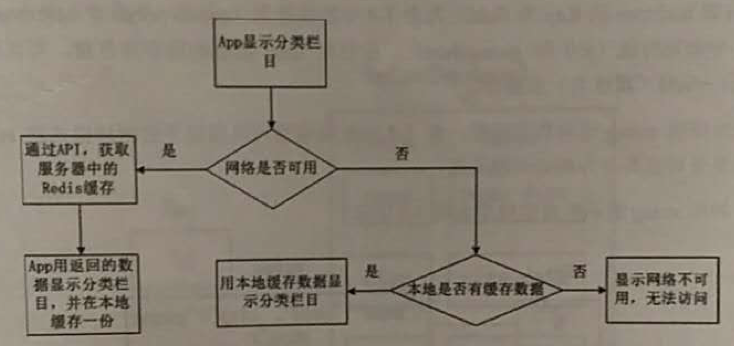 App显示分类栏
目
通过API，获取
服务器中的
Redis缓存
是
网络是否可用
否
App用返回的数
据显示分类栏
目，并在本地
缓存一份
用本地缓存数据显
示分类栏目
是
本地是否有缓存数据
否
显示网络不可
用，无法访问